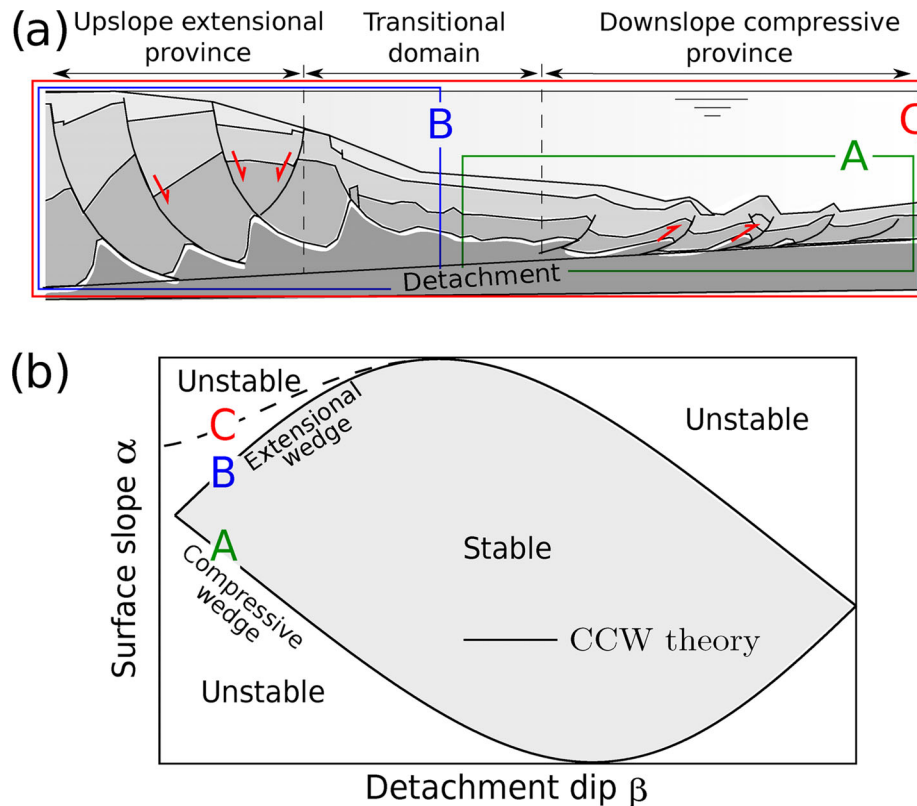 (a)
Upslope extensional
province
Transitional
domain
Downslope compressive
province
B
C
A
Detachment
(b)
Unstable
C
B
Extensional
wedge
Unstable
A
Compressive
wedge
Stable
CCW theory
Unstable
Surface slope α
Detachment dip β